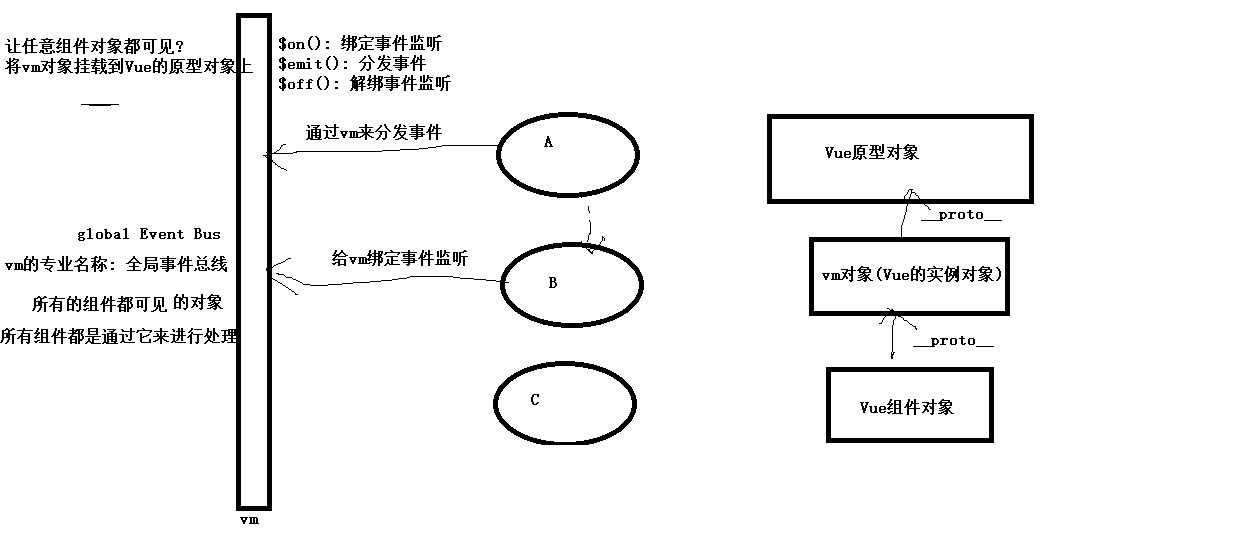 让任意组件对象都可见?
将vm对象挂载到Vue的原型对象上
$on(): 绑定事件监听
$emit(): 分发事件
$off(): 解绑事件监听
通过vm来分发事件
A
global Event Bus
vm的专业名称: 全局事件总线
所有的组件都可见 的对象
所有组件都是通过它来进行处理
给vm绑定事件监听
B
C
vm
Vue原型对象
__proto__
vm对象(Vue的实例对象)
__proto__
Vue组件对象